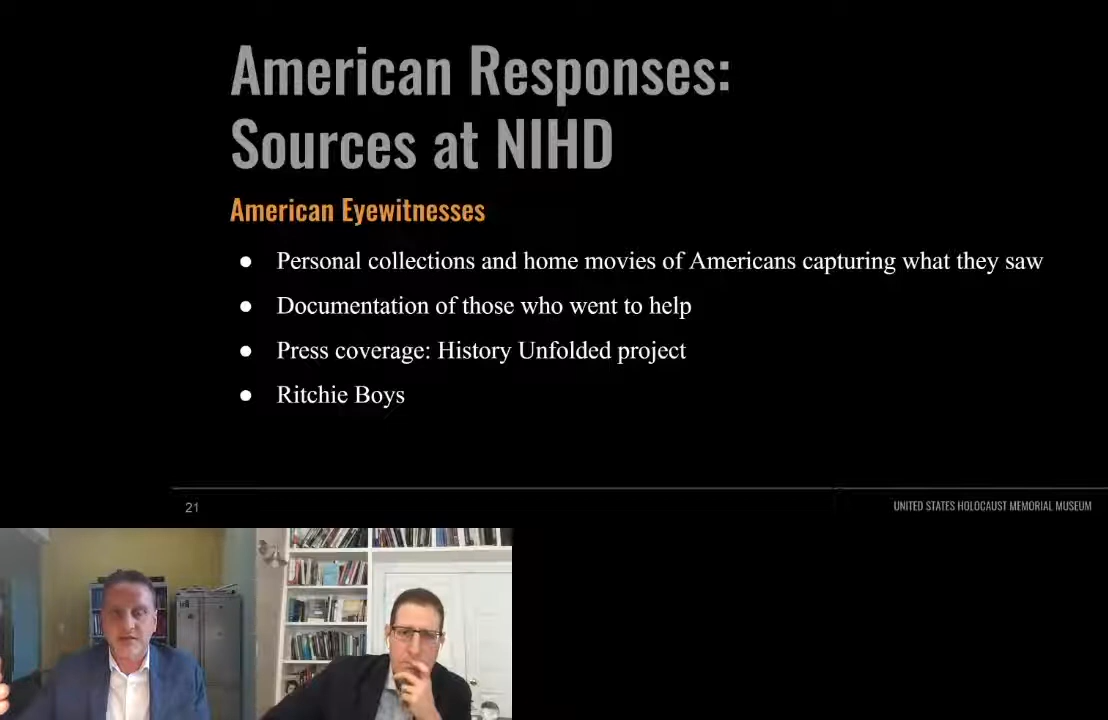 American Responses:
Sources at NIHD
American Eyewitnesses
● Personal collections and home movies of Americans capturing what they saw
● Documentation of those who went to help
● Press coverage: History Unfolded project
● Ritchie Boys
21
UNITED STATES HOLOCAUST MEMORIAL MUSEUM